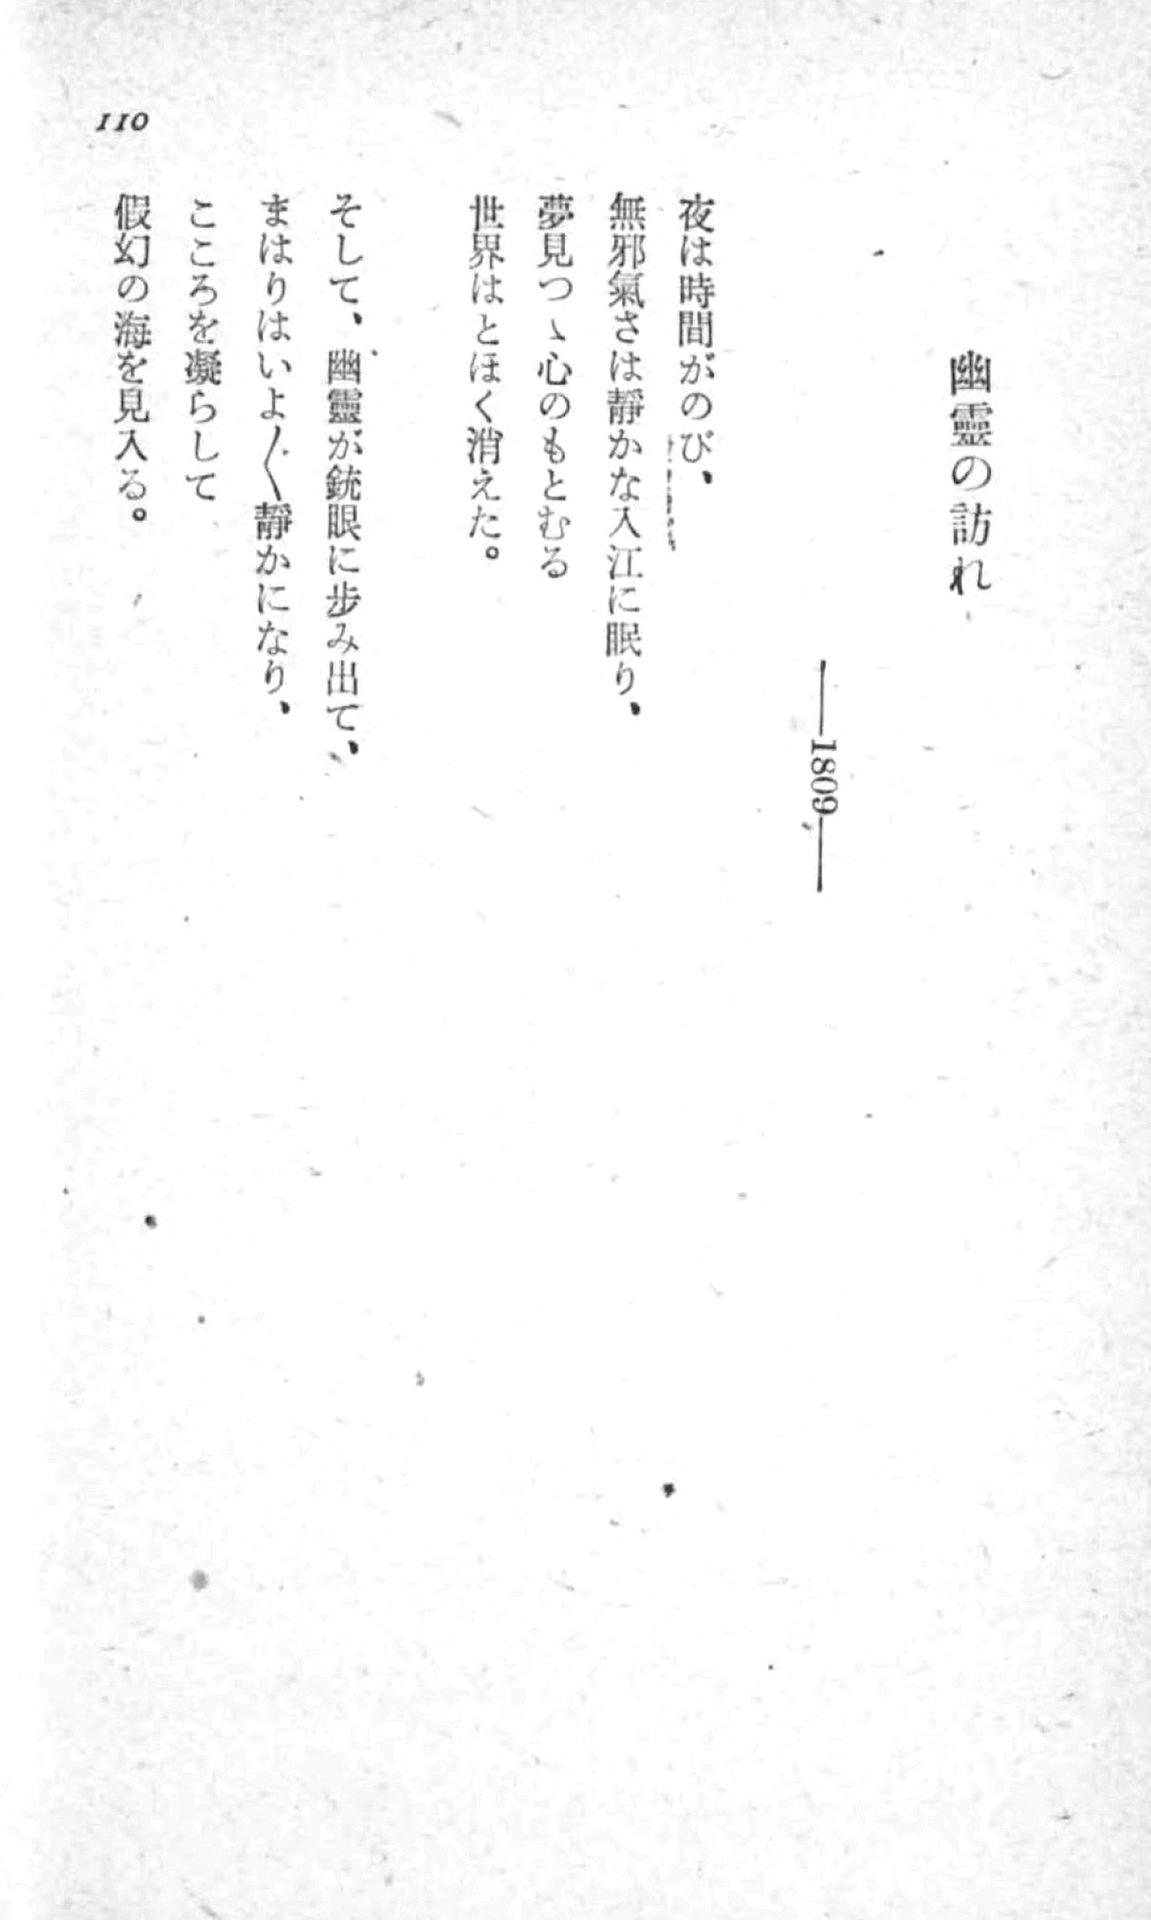 幽靈の訪れ
――1809――
夜は時間がのび、
無邪氣さは靜かな入江に眠り、
夢見つゝ心のもとむる
世界はとほく消えた。
そして、幽靈が銃眼に步み出て、
まはりはいよ〳〵靜かになり、
こころを凝らして
假幻の海を見入る。
110